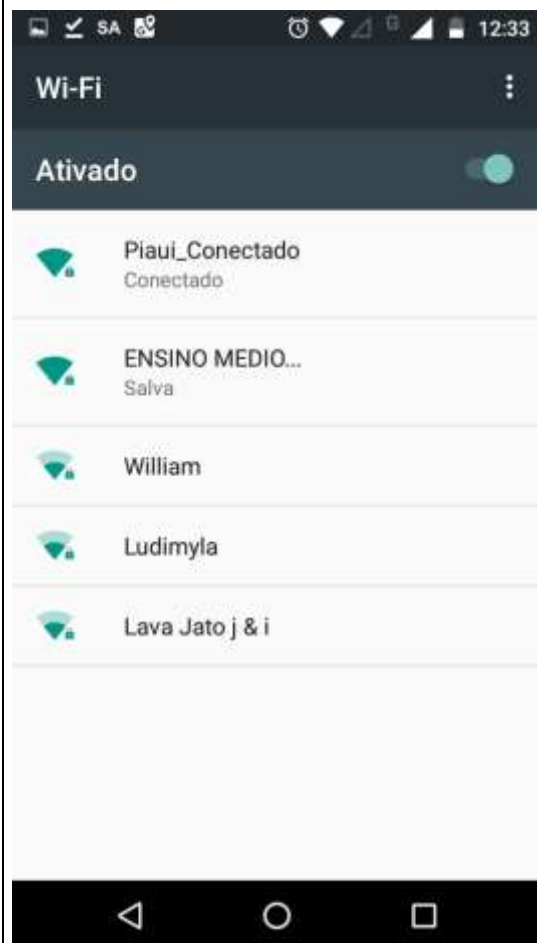 SA G 12:33
Wi-Fi
Ativado
Piaui_Conectado
Conectado
ENSINO MEDIO...
Salva
William
Ludimyla
Lava Jato j & i